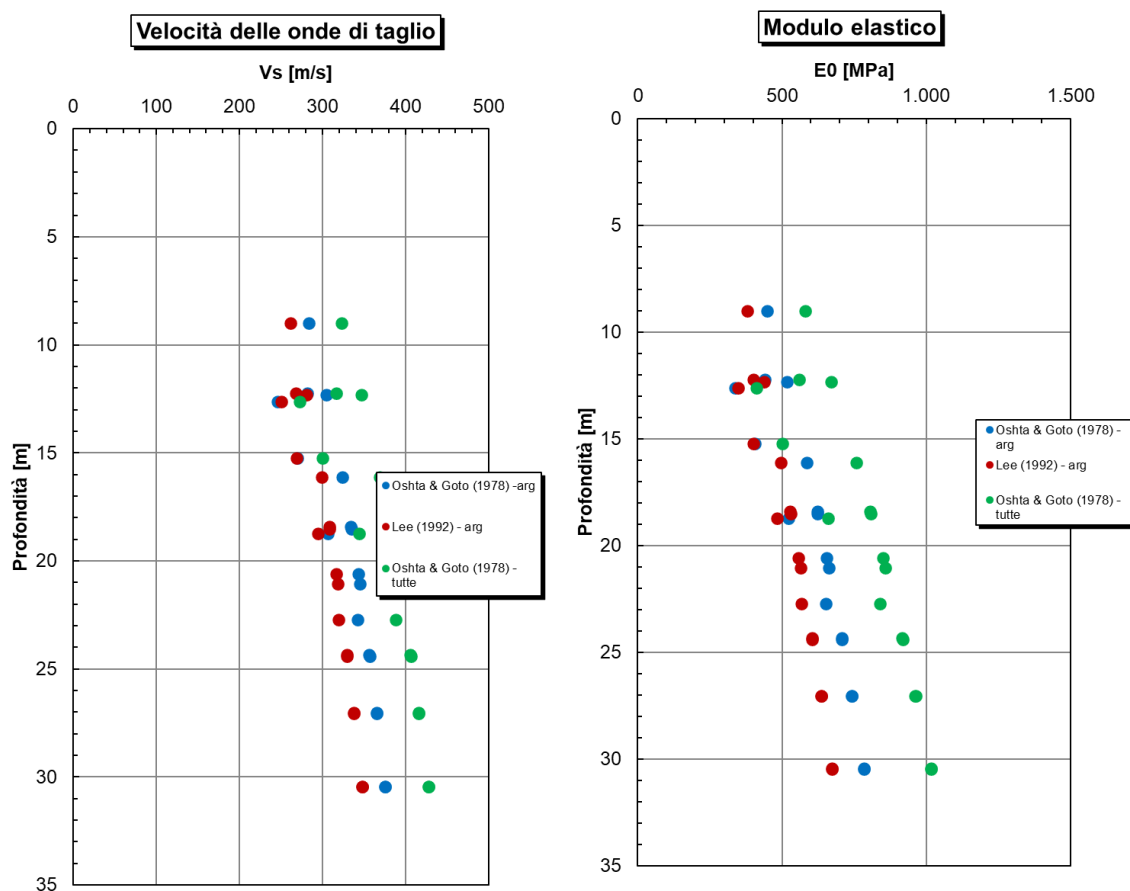 Velocità delle onde di taglio
Vs [m/s]
0 100 200 300 400 500
0
5
10
15
20
25
30
35
Profondità [m]
Oshta & Goto (1978) -arg
Lee (1992) - arg
Oshta & Goto (1978) -
tutte
Modulo elastico
E0 [MPa]
0 500 1.000 1.500
0
5
10
15
20
25
30
35
Profondità [m]
Oshta & Goto (1978) -
arg
Lee (1992) - arg
Oshta & Goto (1978) -
tutte